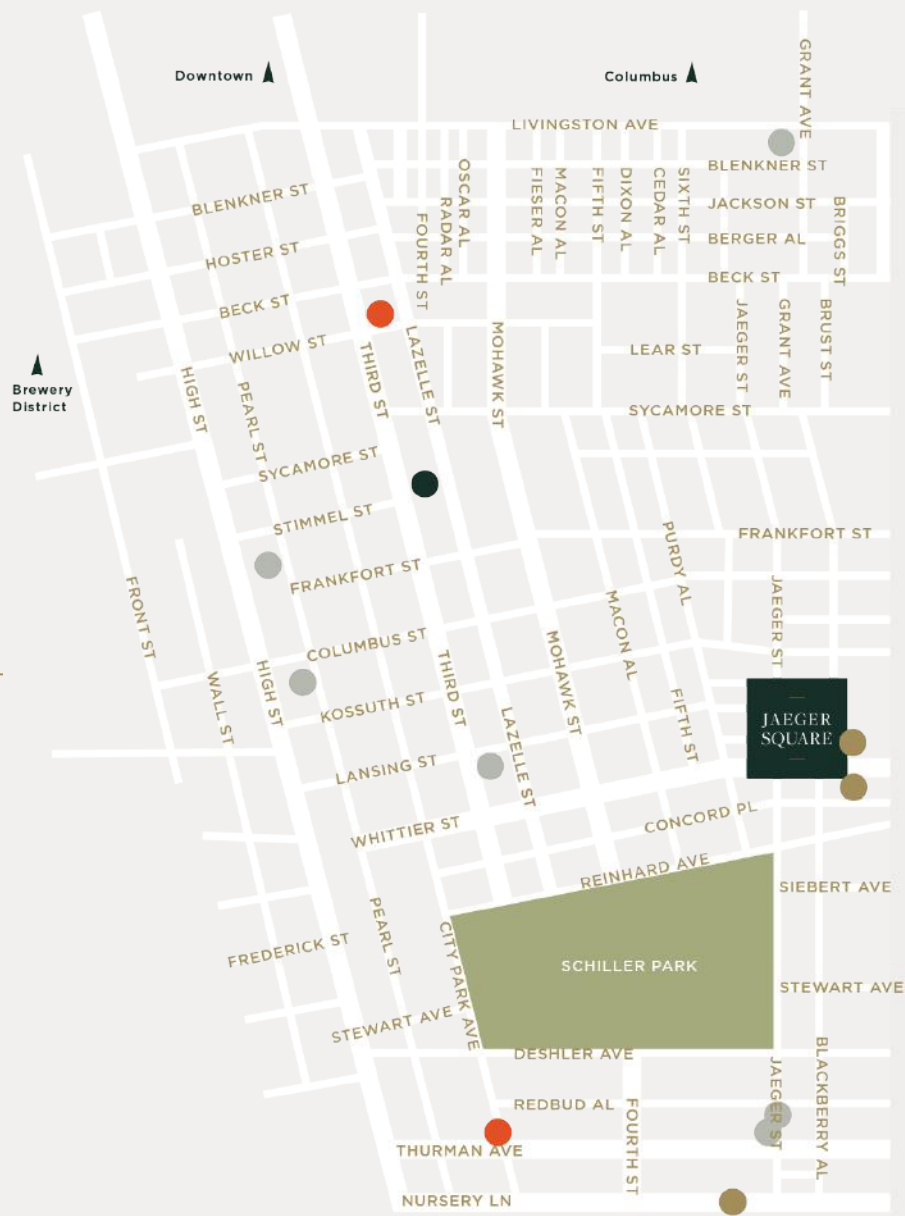 Downtown
Columbus
GRANT AVE
LIVINGSTON AVE
BLENKNER ST
BLENKNER ST
OSCAR AL
RADAR AL
FOURTH ST
FIESER AL
MACON AL
FIFTH ST
DIXON AL
CEDAR AL
SIXTH ST
JACKSON ST
BRIGGS ST
HOSTER ST
BERGER AL
BECK ST
BECK ST
WILLOW ST
THIRD ST
LAZELLE ST
MOHAWK ST
LEAR ST
JAEGER ST
GRANT AVE
BRUST ST
Brewery
District
HIGH ST
PEARL ST
SYCAMORE ST
SYCAMORE ST
STIMMEL ST
FRANKFORT ST
FRANKFORT ST
PURDY AL
FRONT ST
MACON AL
JAEGER ST
COLUMBUS ST
WALL ST
HIGH ST
THIRD ST
MOHAWK ST
FIFTH ST
KOSSUTH ST
LAZELLE ST
JAEGER
SQUARE
LANSING ST
WHITTIER ST
CONCORD PL
REINHARD AVE
SIEBERT AVE
PEARL ST
CITY PARK AVE
FREDERICK ST
SCHILLER PARK
STEWART AVE
STEWART AVE
DESHLER AVE
JAEGER ST
BLACKBERRY AL
REDBUD AL
FOURTH ST
THURMAN AVE
NURSERY LN